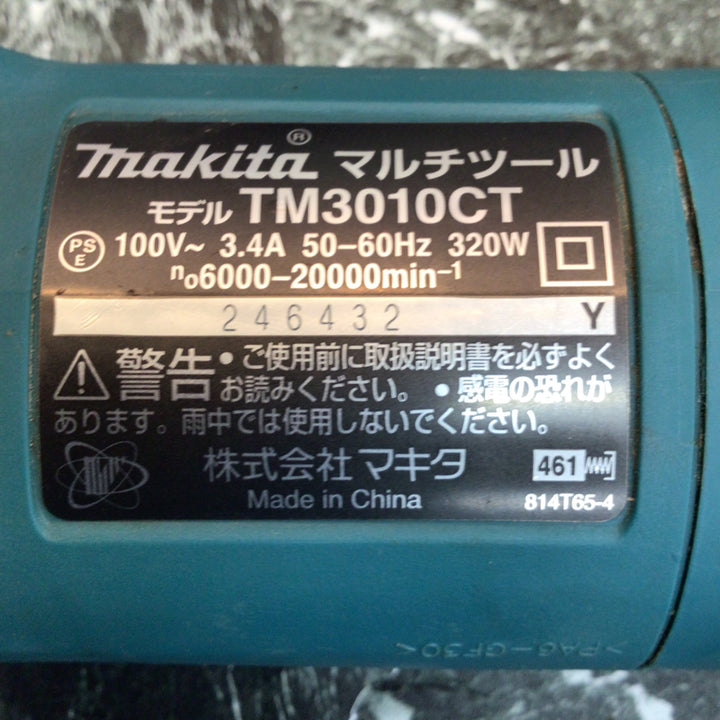 makita® マルチツール
モデル TM3010CT
PSE 100V~ 3.4A 50-60Hz 320W
n₀6000-20000min⁻¹
246432 Y
警告 • ご使用前に取扱説明書を必ずよく
お読みください。 • 感電の恐れが
あります。雨中では使用しないでください。
株式会社 マキタ 461
Made in China 814T65-4
>PA6-GF30<